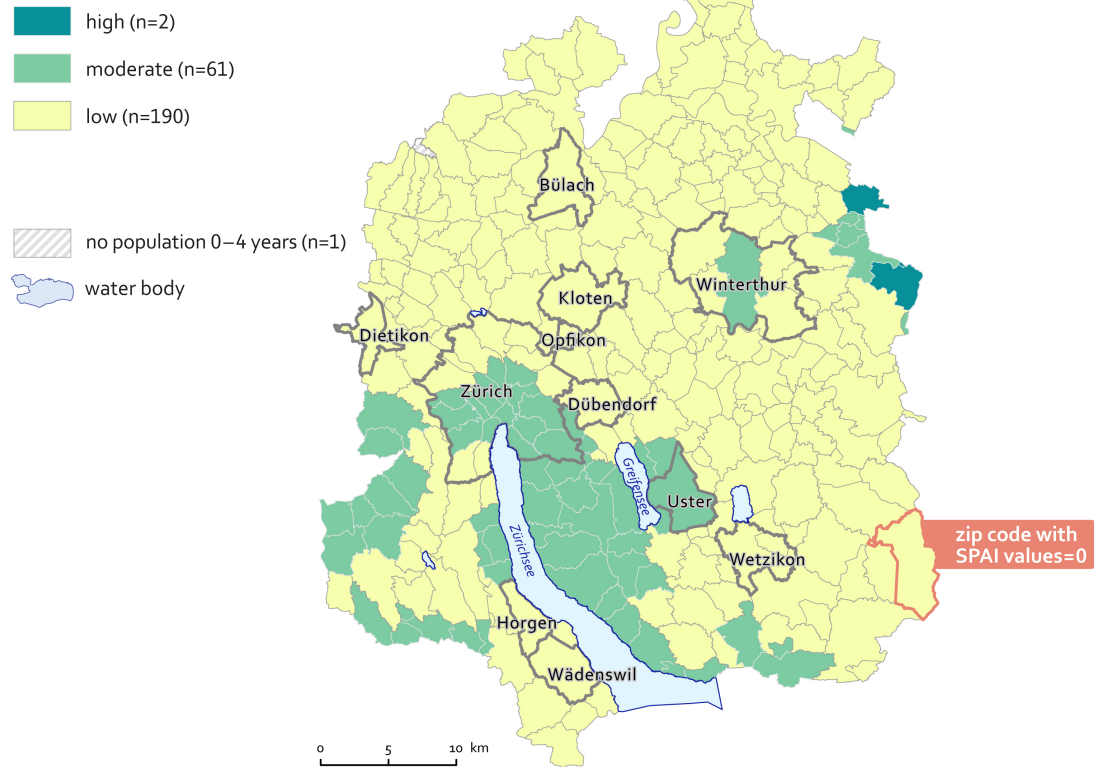 high (n=2)
moderate (n=61)
low (n=190)
no population 0–4 years (n=1)
water body
Bülach
Winterthur
Kloten
Dietikon
Opfikon
Zürich
Dübendorf
Greifensee
Uster
Zürichsee
zip code with
SPAI values=0
Wetzikon
Horgen
Wädenswil
0 5 10 km